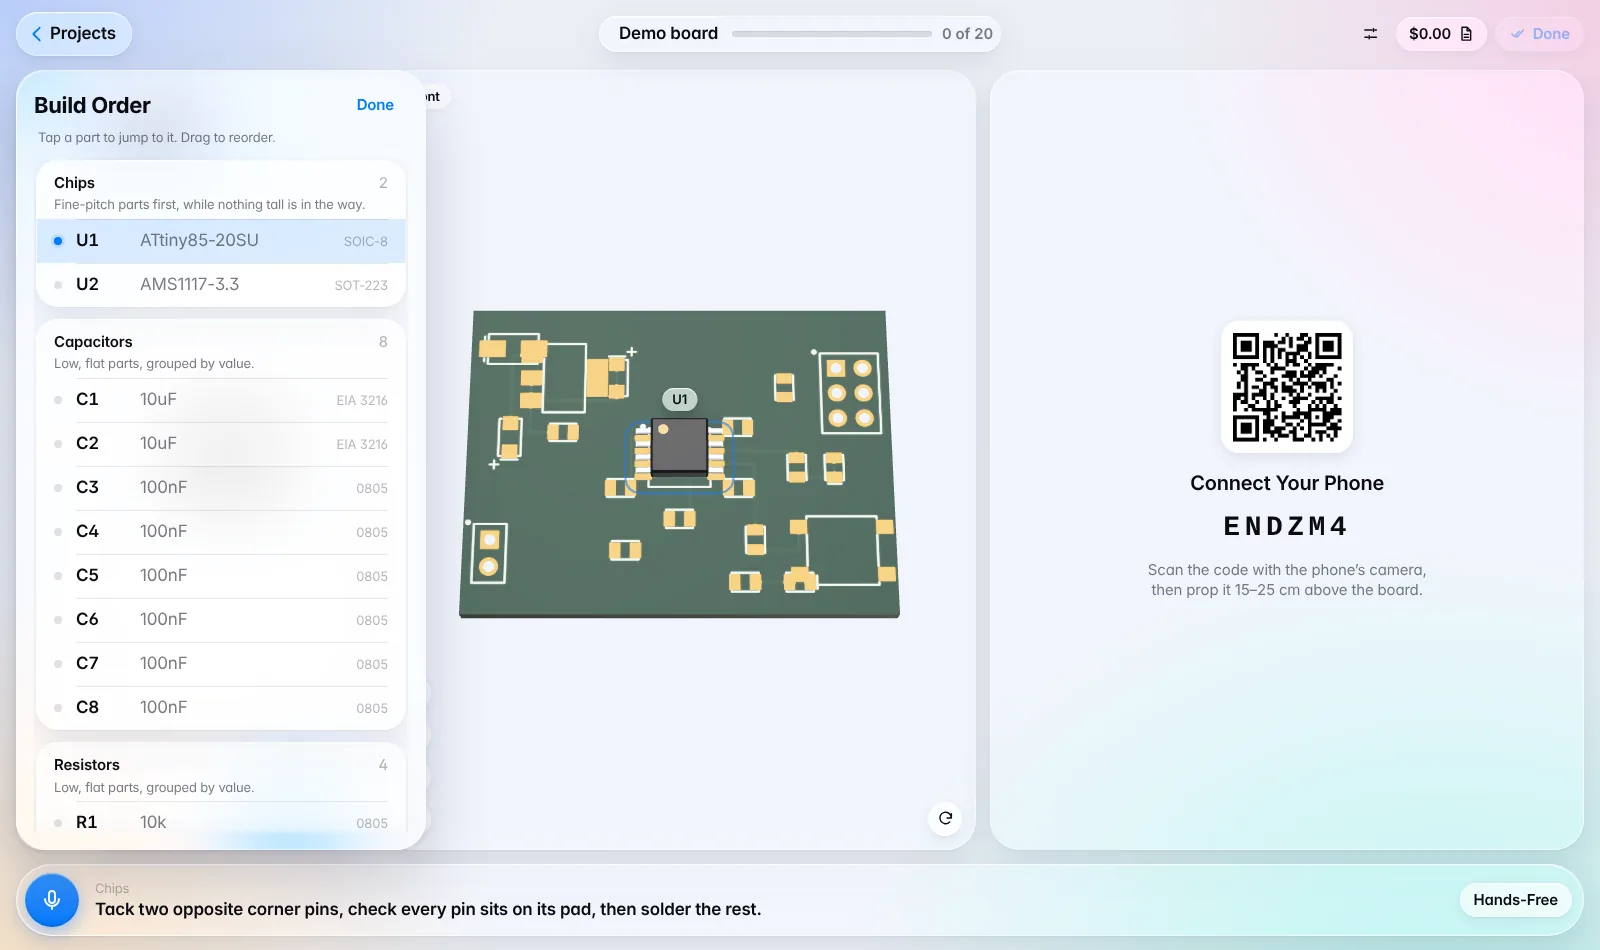 Projects
Demo board 0 of 20
$0.00
Done
Build Order
Done
Tap a part to jump to it. Drag to reorder.
Chips 2
Fine-pitch parts first, while nothing tall is in the way.
U1 ATtiny85-20SU SOIC-8
U2 AMS1117-3.3 SOT-223
Capacitors 8
Low, flat parts, grouped by value.
C1 10uF EIA 3216
C2 10uF EIA 3216
C3 100nF 0805
C4 100nF 0805
C5 100nF 0805
C6 100nF 0805
C7 100nF 0805
C8 100nF 0805
Resistors 4
Low, flat parts, grouped by value.
R1 10k 0805
U1
Connect Your Phone
ENDZM4
Scan the code with the phone’s camera,
then prop it 15–25 cm above the board.
Chips
Tack two opposite corner pins, check every pin sits on its pad, then solder the rest.
Hands-Free